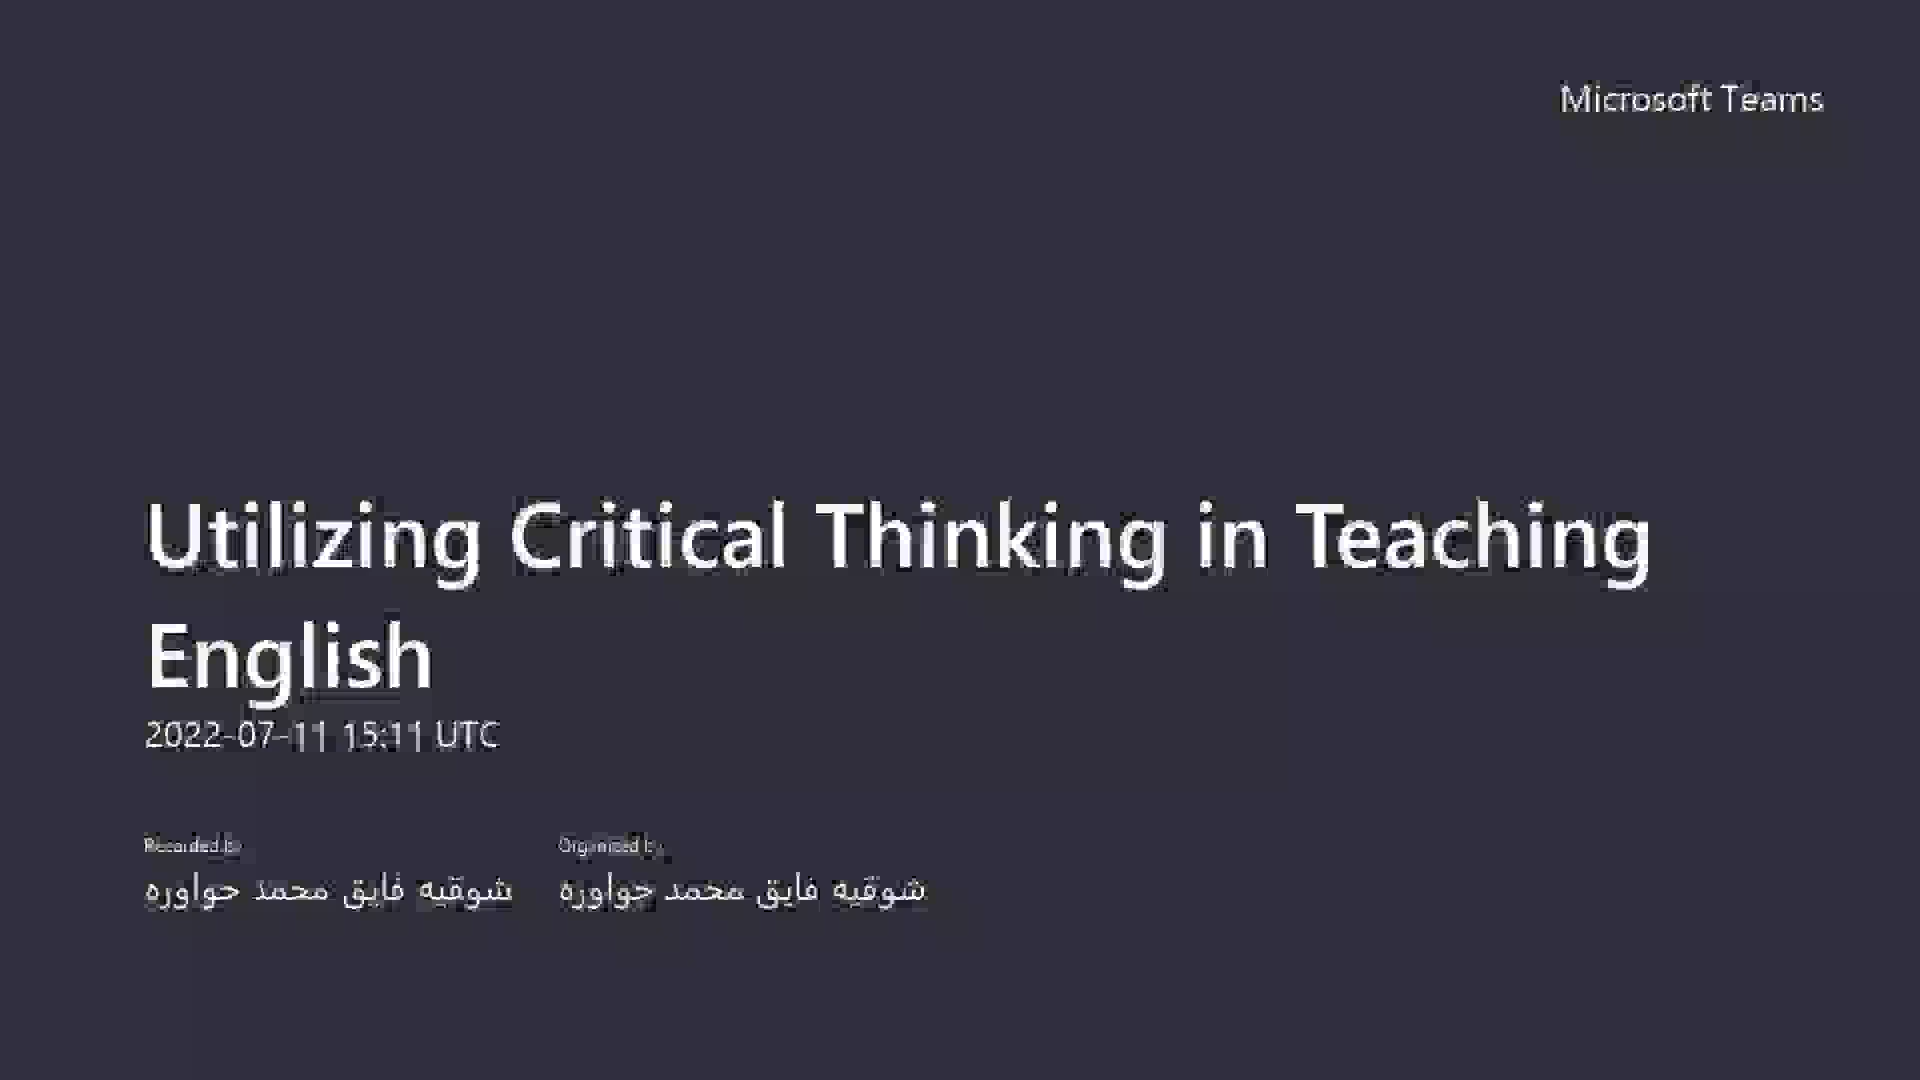 Microsoft Teams
Utilizing Critical Thinking in Teaching
English
2022-07-11 15:11 UTC
Recorded by
Organized by
شوقيه فايق محمد حواوره
شوقيه فايق محمد حواوره